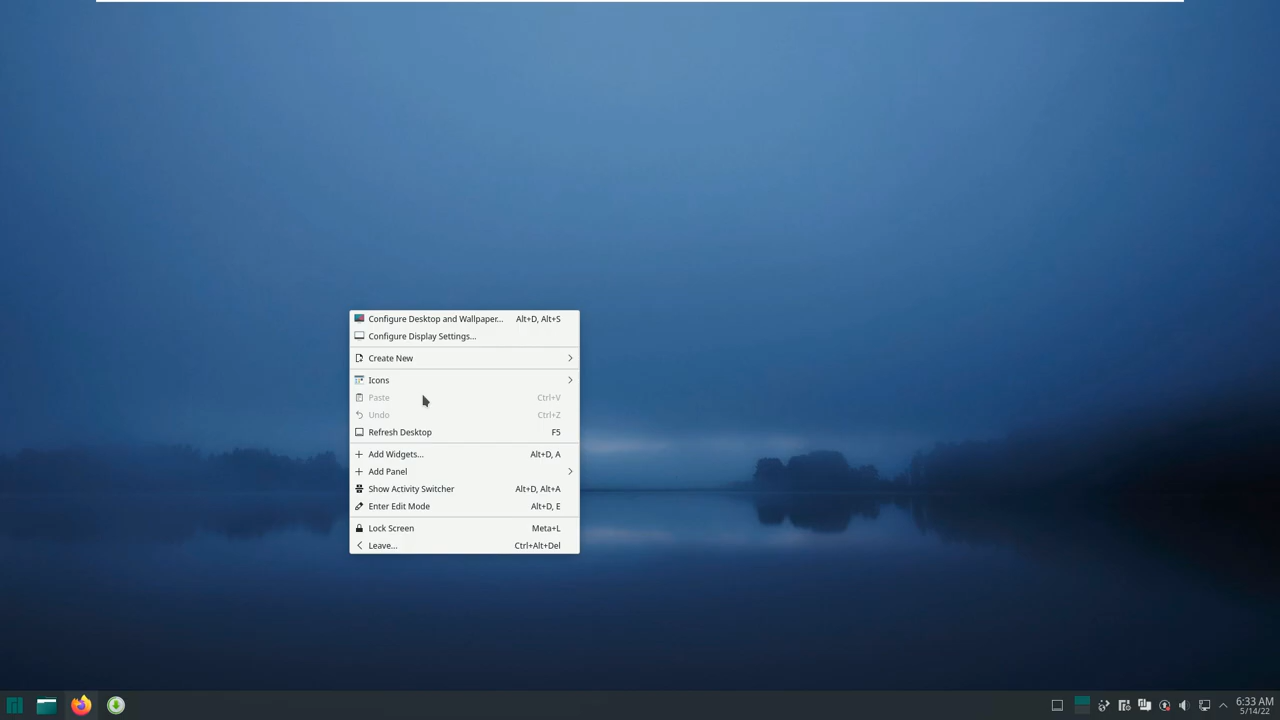 Configure Desktop and Wallpaper... Alt+D, Alt+S
Configure Display Settings...
Create New
Icons
Paste Ctrl+V
Undo Ctrl+Z
Refresh Desktop F5
Add Widgets... Alt+D, A
Add Panel
Show Activity Switcher Alt+D, Alt+A
Enter Edit Mode Alt+D, E
Lock Screen Meta+L
Leave... Ctrl+Alt+Del
6:33 AM
5/14/22